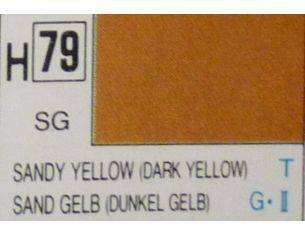 H 79
SG
SANDY YELLOW (DARK YELLOW) T
SAND GELB (DUNKEL GELB) G・II